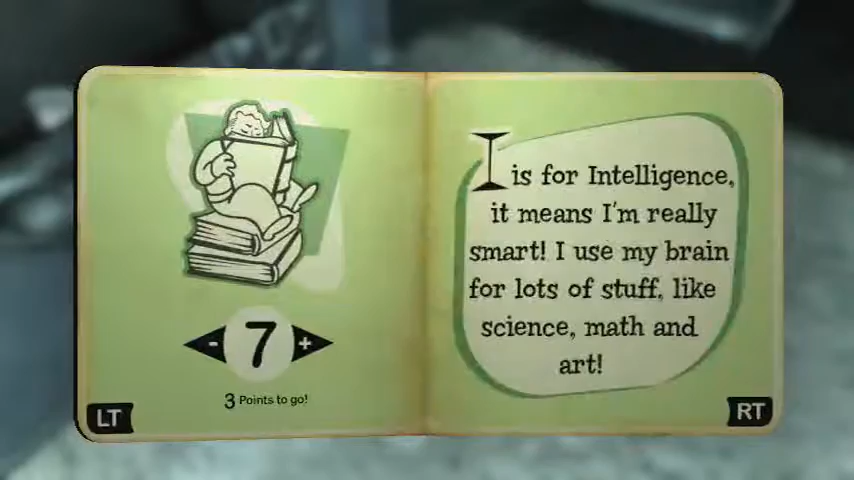 - 7 +
3 Points to go!
LT
I is for Intelligence,
it means I'm really
smart! I use my brain
for lots of stuff, like
science, math and
art!
RT